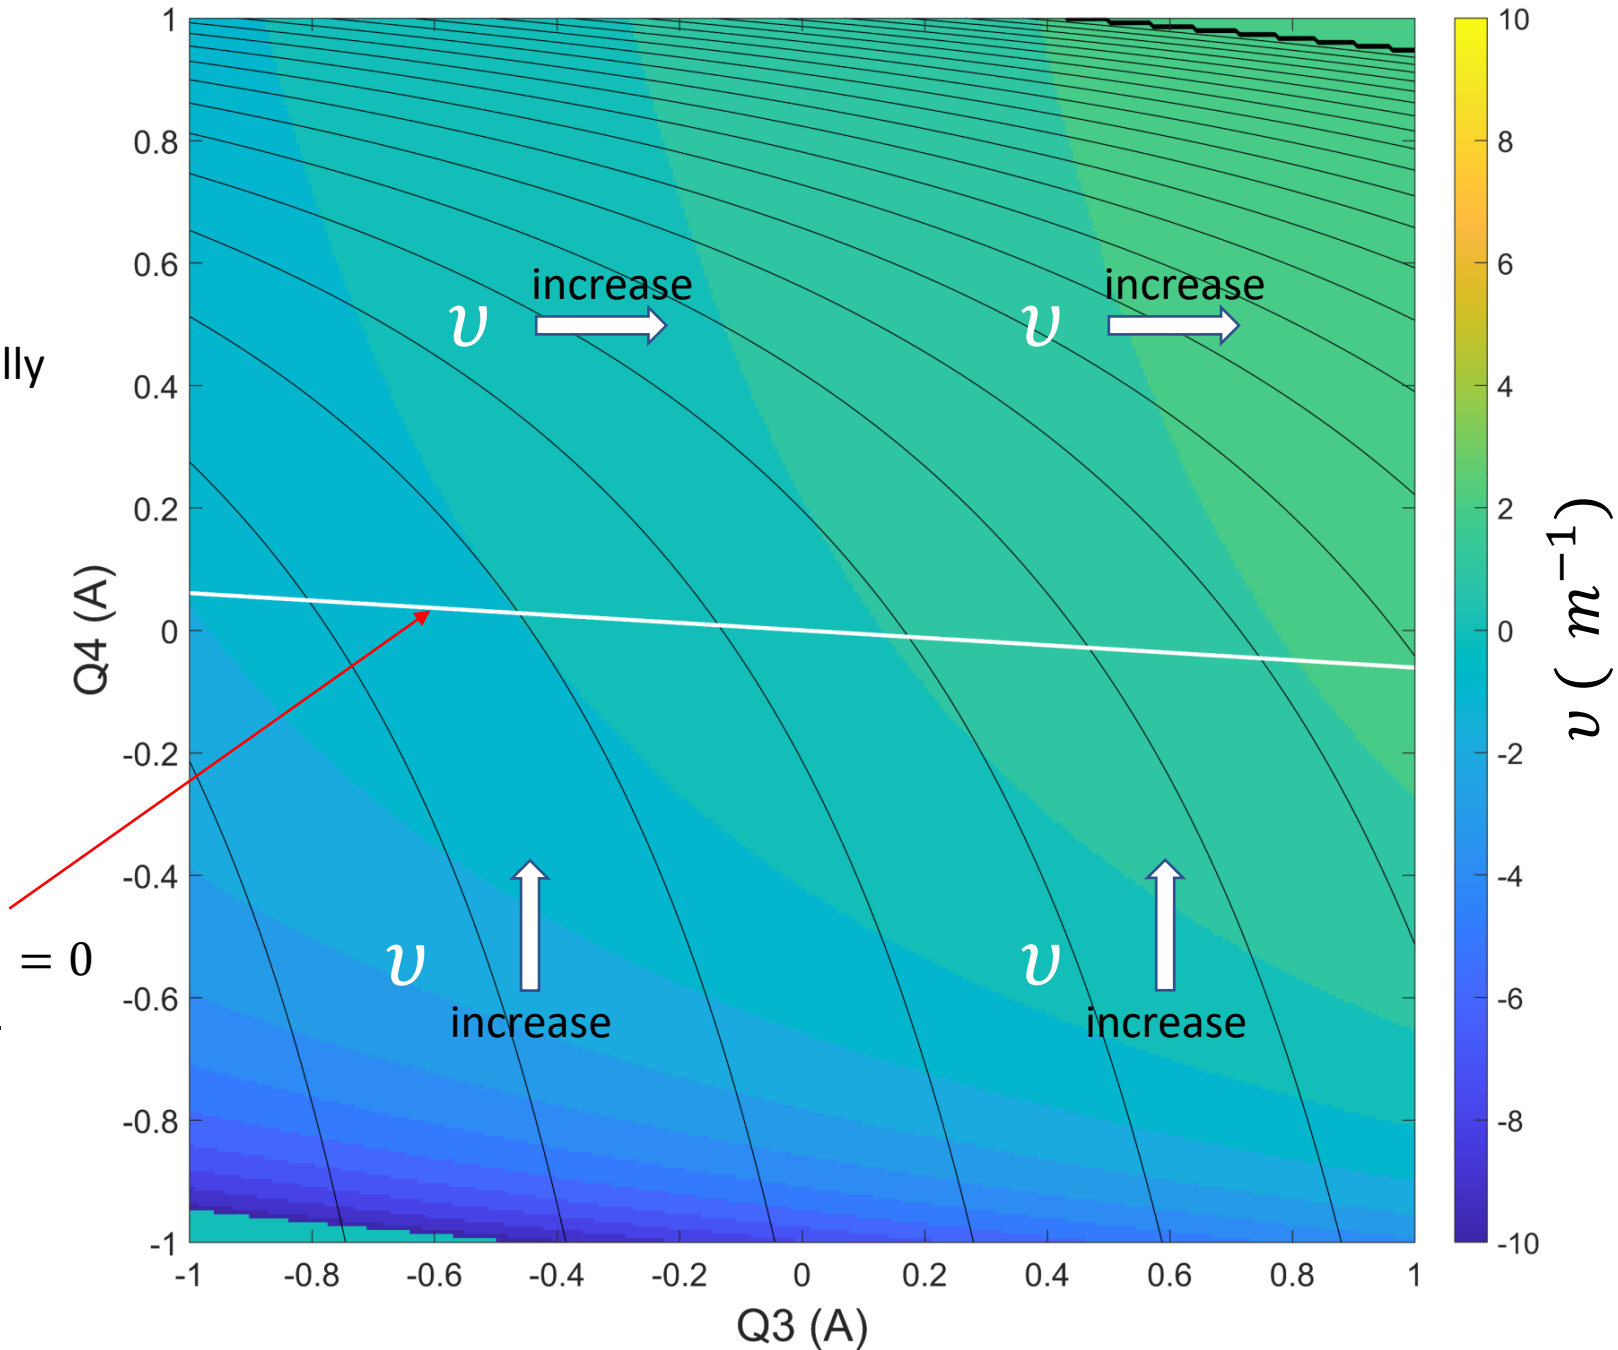 lly
= 0
.
1
0.8
0.6
0.4
0.2
0
-0.2
-0.4
-0.6
-0.8
-1
Q4 (A)
increase
υ
increase
υ
υ
increase
υ
increase
-1
-0.8
-0.6
-0.4
-0.2
0
0.2
0.4
0.6
0.8
1
Q3 (A)
10
8
6
4
2
0
-2
-4
-6
-8
-10
υ ( m⁻¹)